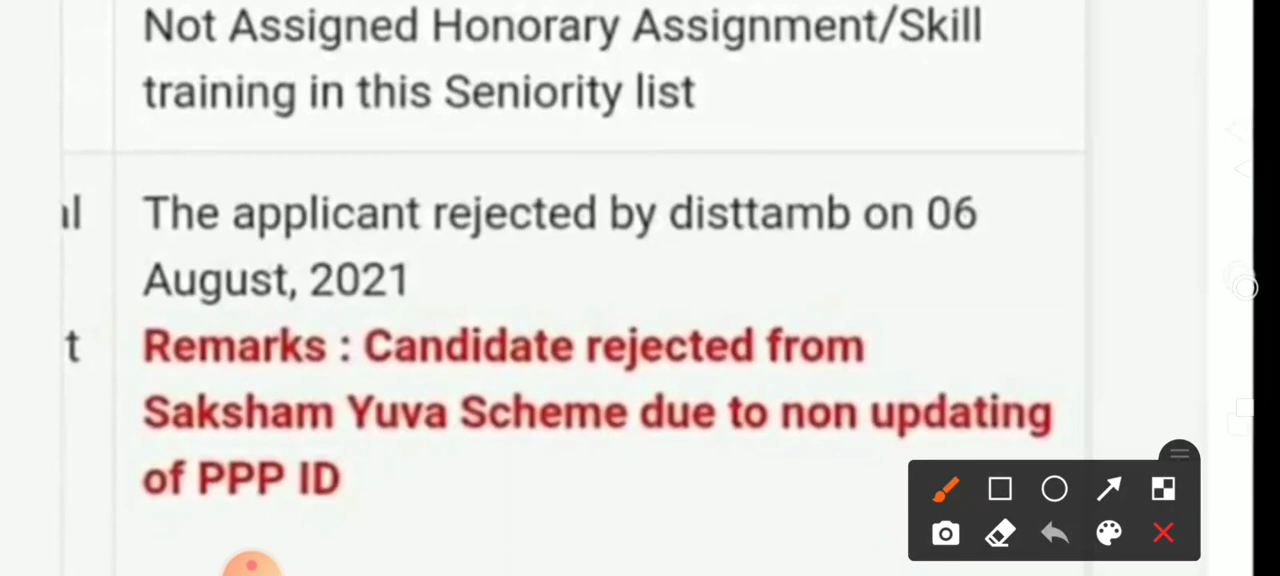 Not Assigned Honorary Assignment/Skill
training in this Seniority list
The applicant rejected by disttamb on 06
August, 2021
t
Remarks : Candidate rejected from
Saksham Yuva Scheme due to non updating
of PPP ID